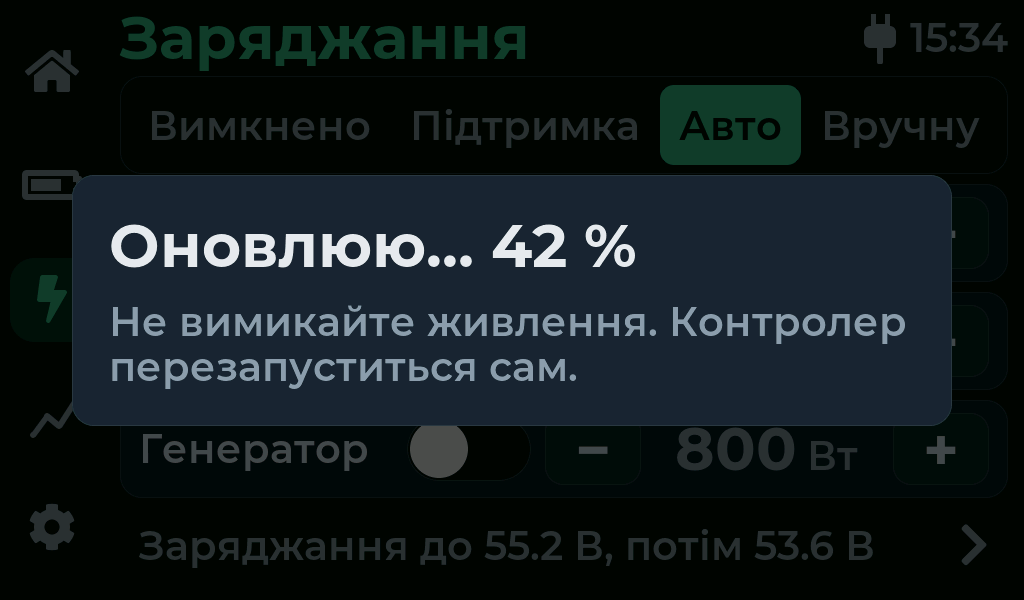 Заряджання
15:34
Вимкнено Підтримка Авто Вручну
Оновлюю... 42 %
Не вимикайте живлення. Контролер
перезапуститься сам.
Генератор − 800 Вт +
Заряджання до 55.2 В, потім 53.6 В